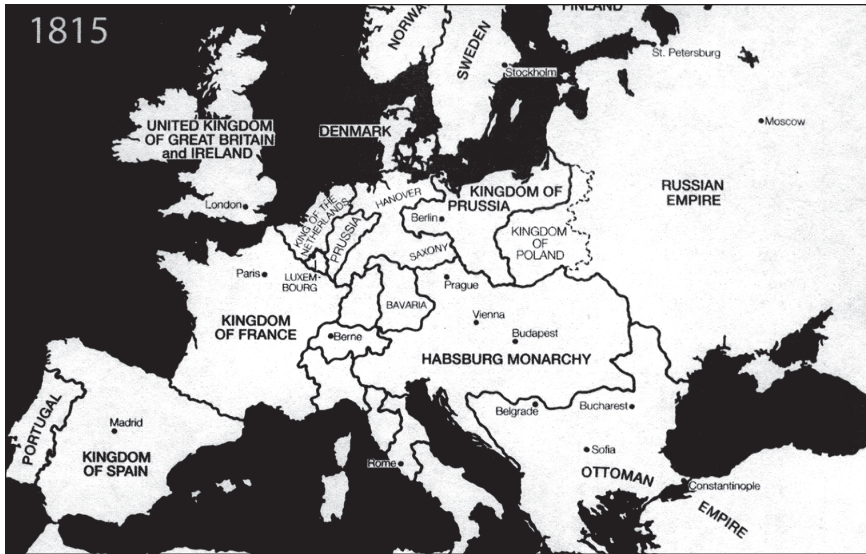 1815
NORWAY
SWEDEN
FINLAND
St. Petersburg
Stockholm
Moscow
UNITED KINGDOM
OF GREAT BRITAIN
and IRELAND
DENMARK
London
KING OF THE
NETHERLANDS
HANOVER
KINGDOM OF
PRUSSIA
Berlin
PRUSSIA
RUSSIAN
EMPIRE
KINGDOM
OF
POLAND
SAXONY
Paris
LUXEM-
BOURG
Prague
BAVARIA
KINGDOM
OF FRANCE
Berne
Vienna
Budapest
HABSBURG MONARCHY
PORTUGAL
Madrid
KINGDOM
OF SPAIN
Belgrade
Bucharest
Rome
Sofia
OTTOMAN
EMPIRE
Constantinople